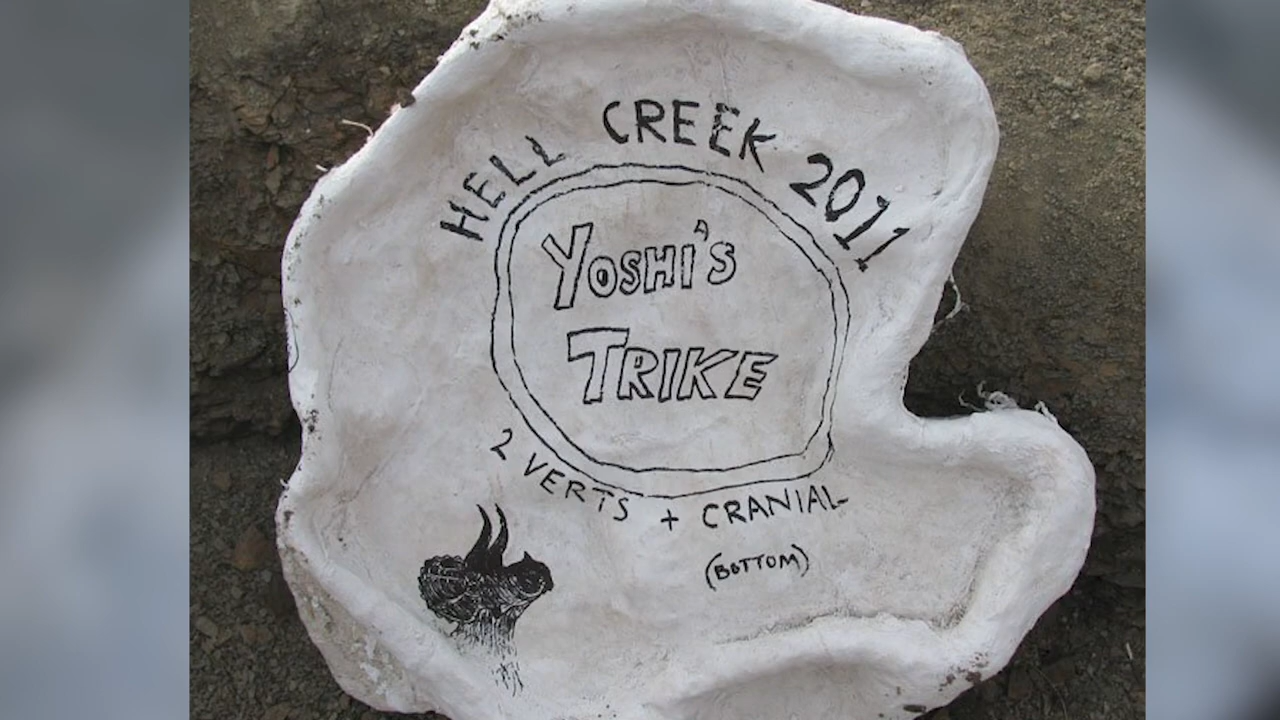 HELL CREEK 2011
YOSHI'S
TRIKE
2 VERTS + CRANIAL
(BOTTOM)